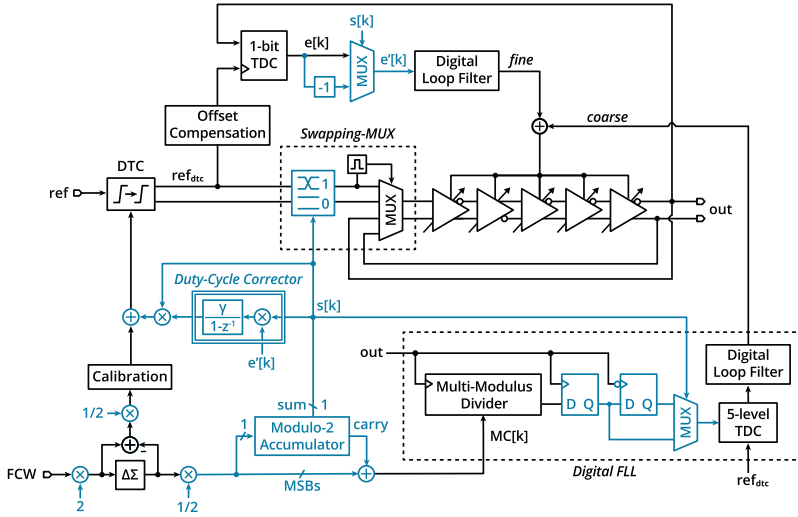 s[k]
1-bit
TDC
e[k]
MUX
e'[k]
-1
Digital
Loop Filter
fine
coarse
Offset
Compensation
Swapping-MUX
DTC
ref
refdtc
1
0
MUX
out
Duty-Cycle Corrector
γ
1-z-1
e'[k]
s[k]
Calibration
out
Multi-Modulus
Divider
D Q
D Q
MUX
Digital
Loop Filter
5-level
TDC
1/2
sum
1
1
Modulo-2
Accumulator
carry
MC[k]
Digital FLL
refdtc
FCW
2
ΔΣ
-
1/2
MSBs